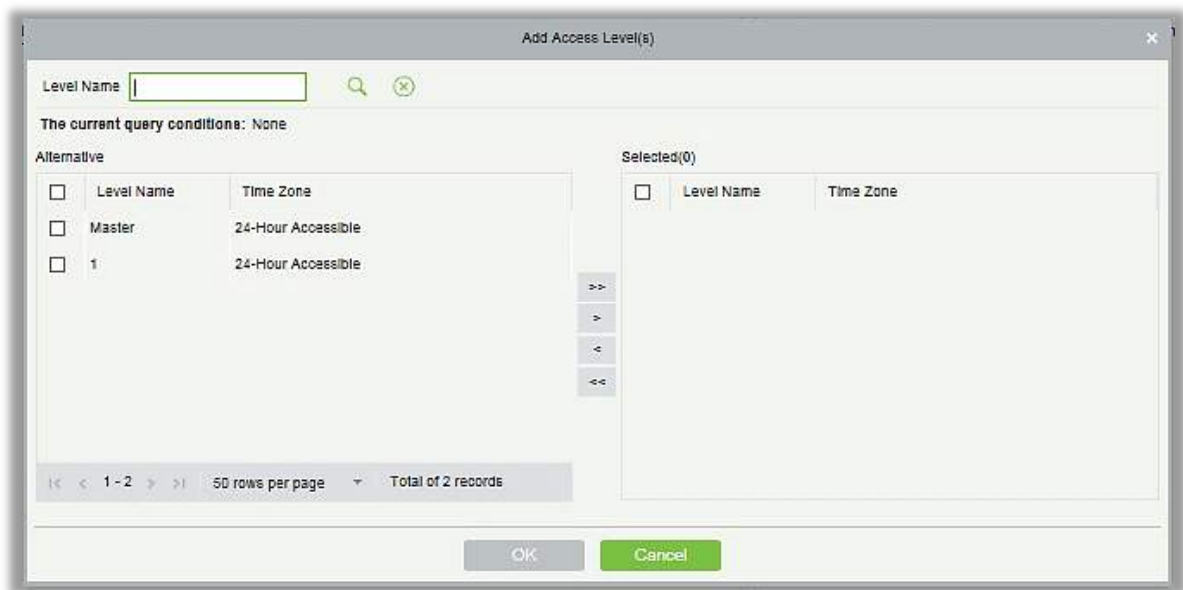 Add Access Level(s)
×
Level Name
The current query conditions: None
Alternative
Selected(0)
Level Name Time Zone
Level Name Time Zone
Master 24-Hour Accessible
1 24-Hour Accessible
>>
>
<
<<
|< < 1 - 2 > >| 50 rows per page Total of 2 records
OK Cancel